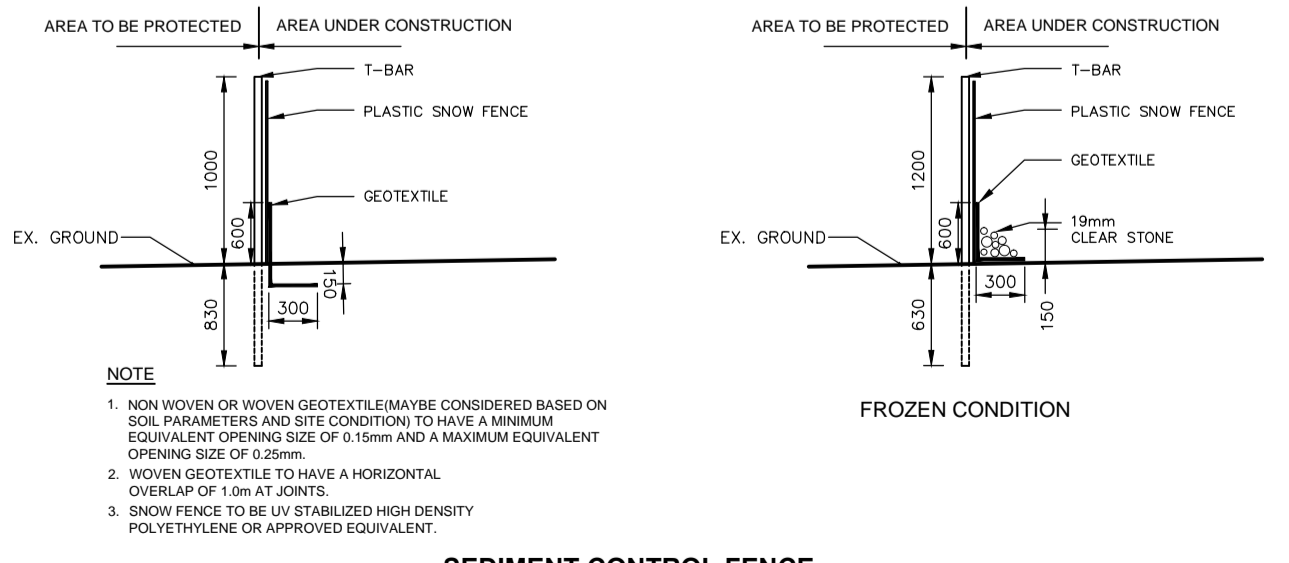 AREA TO BE PROTECTED
AREA UNDER CONSTRUCTION
T-BAR
PLASTIC SNOW FENCE
1000
GEOTEXTILE
600
EX. GROUND
150
300
830
AREA TO BE PROTECTED
AREA UNDER CONSTRUCTION
T-BAR
PLASTIC SNOW FENCE
1200
GEOTEXTILE
600
19mm
CLEAR STONE
EX. GROUND
300
150
630
FROZEN CONDITION
NOTE
1. NON WOVEN OR WOVEN GEOTEXTILE(MAYBE CONSIDERED BASED ON
SOIL PARAMETERS AND SITE CONDITION) TO HAVE A MINIMUM
EQUIVALENT OPENING SIZE OF 0.15mm AND A MAXIMUM EQUIVALENT
OPENING SIZE OF 0.25mm.
2. WOVEN GEOTEXTILE TO HAVE A HORIZONTAL
OVERLAP OF 1.0m AT JOINTS.
3. SNOW FENCE TO BE UV STABILIZED HIGH DENSITY
POLYETHYLENE OR APPROVED EQUIVALENT.
SEDIMENT CONTROL FENCE